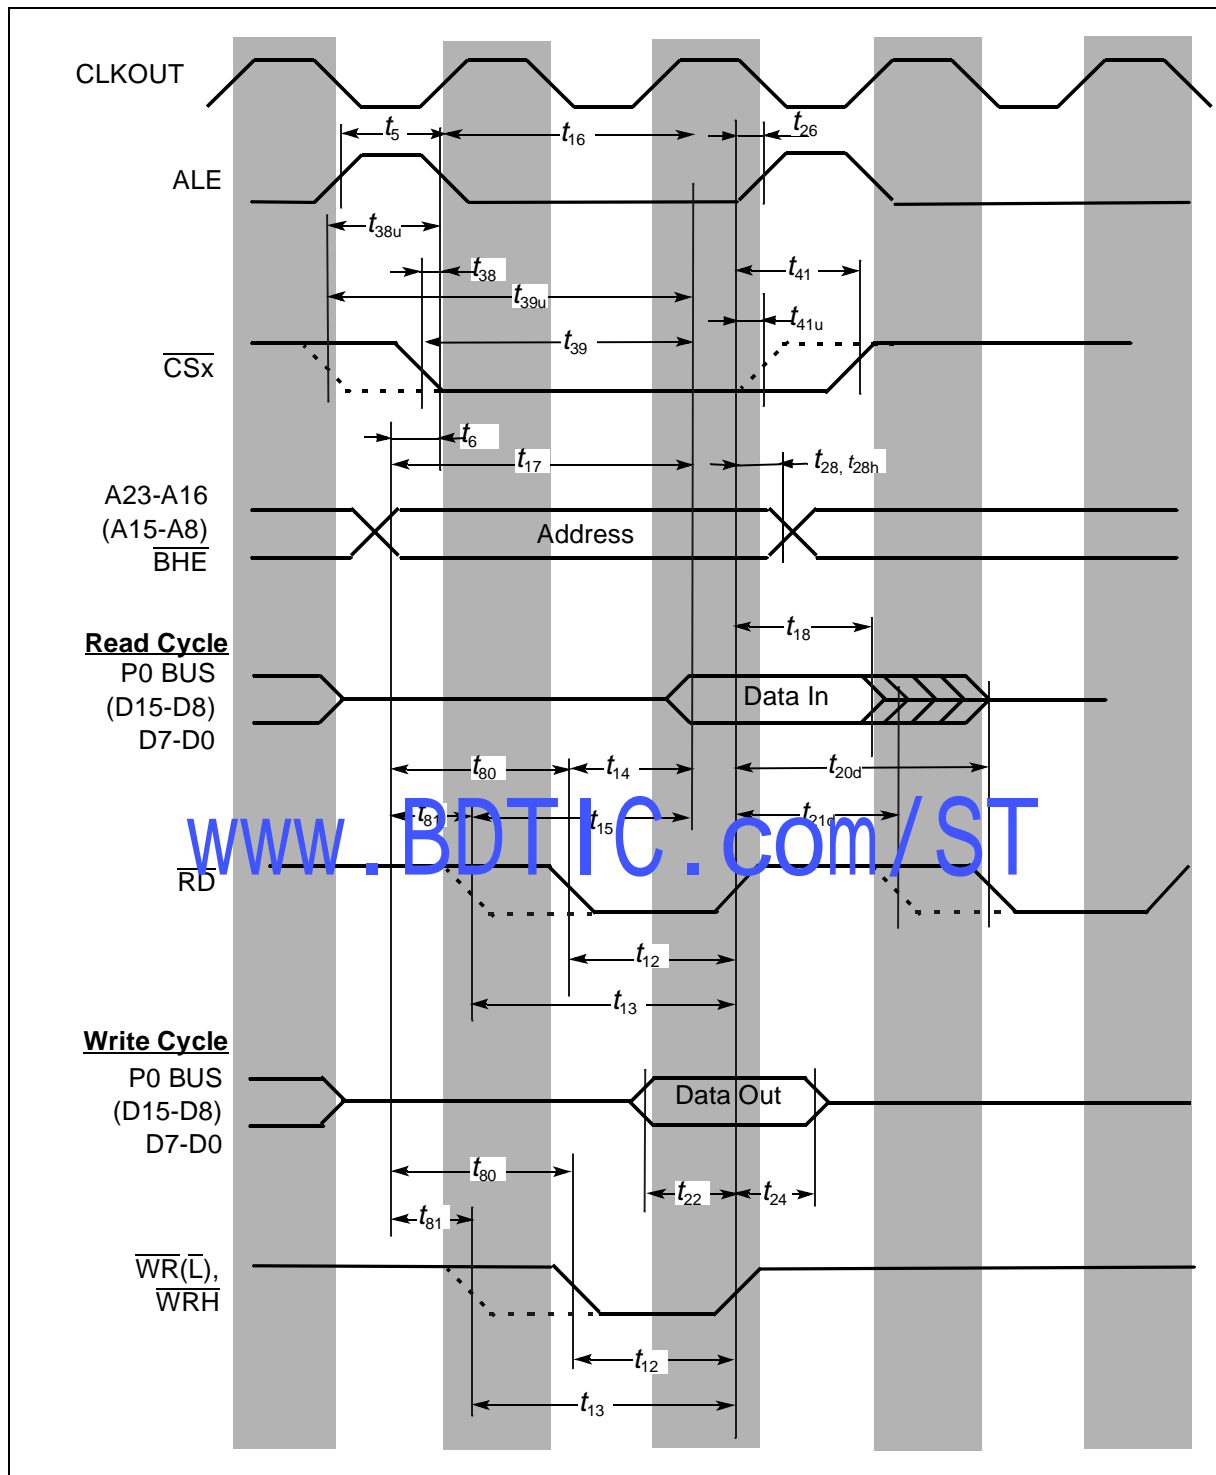 CLKOUT
t5
t16
t26
ALE
t38u
t38
t41
t39u
t41u
t39
CSx
t6
t17
t28, t28h
A23-A16
(A15-A8)
BHE
Address
t18
Read Cycle
P0 BUS
(D15-D8)
D7-D0
Data In
t80
t14
t20d
t81
t15
t21d
www.BDTIC.com/ST
RD
t12
t13
Write Cycle
P0 BUS
(D15-D8)
D7-D0
Data Out
t80
t22
t24
t81
WR(L),
WRH
t12
t13